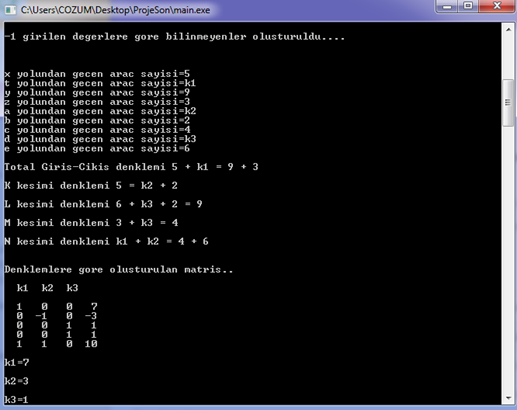 C:\Users\COZUM\Desktop\ProjeSon\main.exe
-1 girilen degerlere gore bilinmeyenler olusturuldu....
x yolundan gecen arac sayisi=5
t yolundan gecen arac sayisi=k1
y yolundan gecen arac sayisi=9
z yolundan gecen arac sayisi=3
a yolundan gecen arac sayisi=k2
b yolundan gecen arac sayisi=2
c yolundan gecen arac sayisi=4
d yolundan gecen arac sayisi=k3
e yolundan gecen arac sayisi=6
Total Giris-Cikis denklemi 5 + k1 = 9 + 3
K kesimi denklemi 5 = k2 + 2
L kesimi denklemi 6 + k3 + 2 = 9
M kesimi denklemi 3 + k3 = 4
N kesimi denklemi k1 + k2 = 4 + 6
Denklemlere gore olusturulan matris..
k1 k2 k3
1 0 0 7
0 -1 0 -3
0 0 1 1
0 0 1 1
1 1 0 10
k1=7
k2=3
k3=1